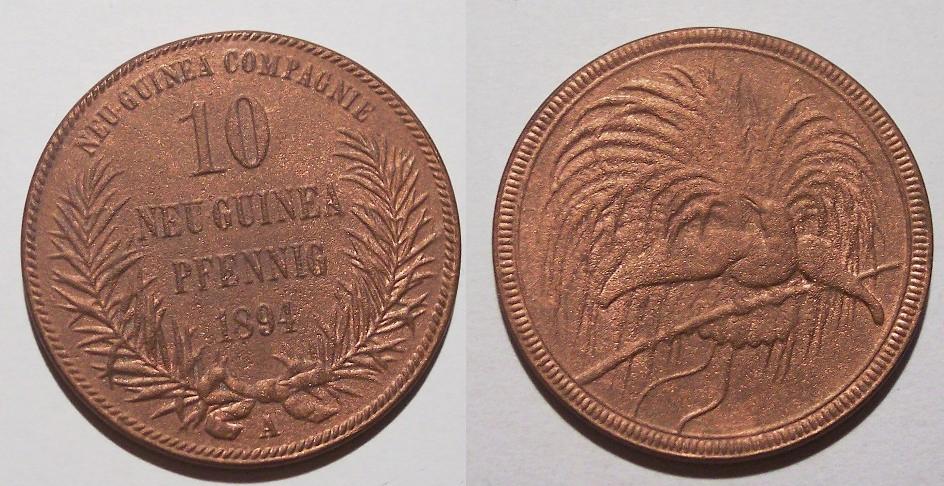 NEU GUINEA COMPAGNIE
10
NEU GUINEA
PFENNIG
1894
A